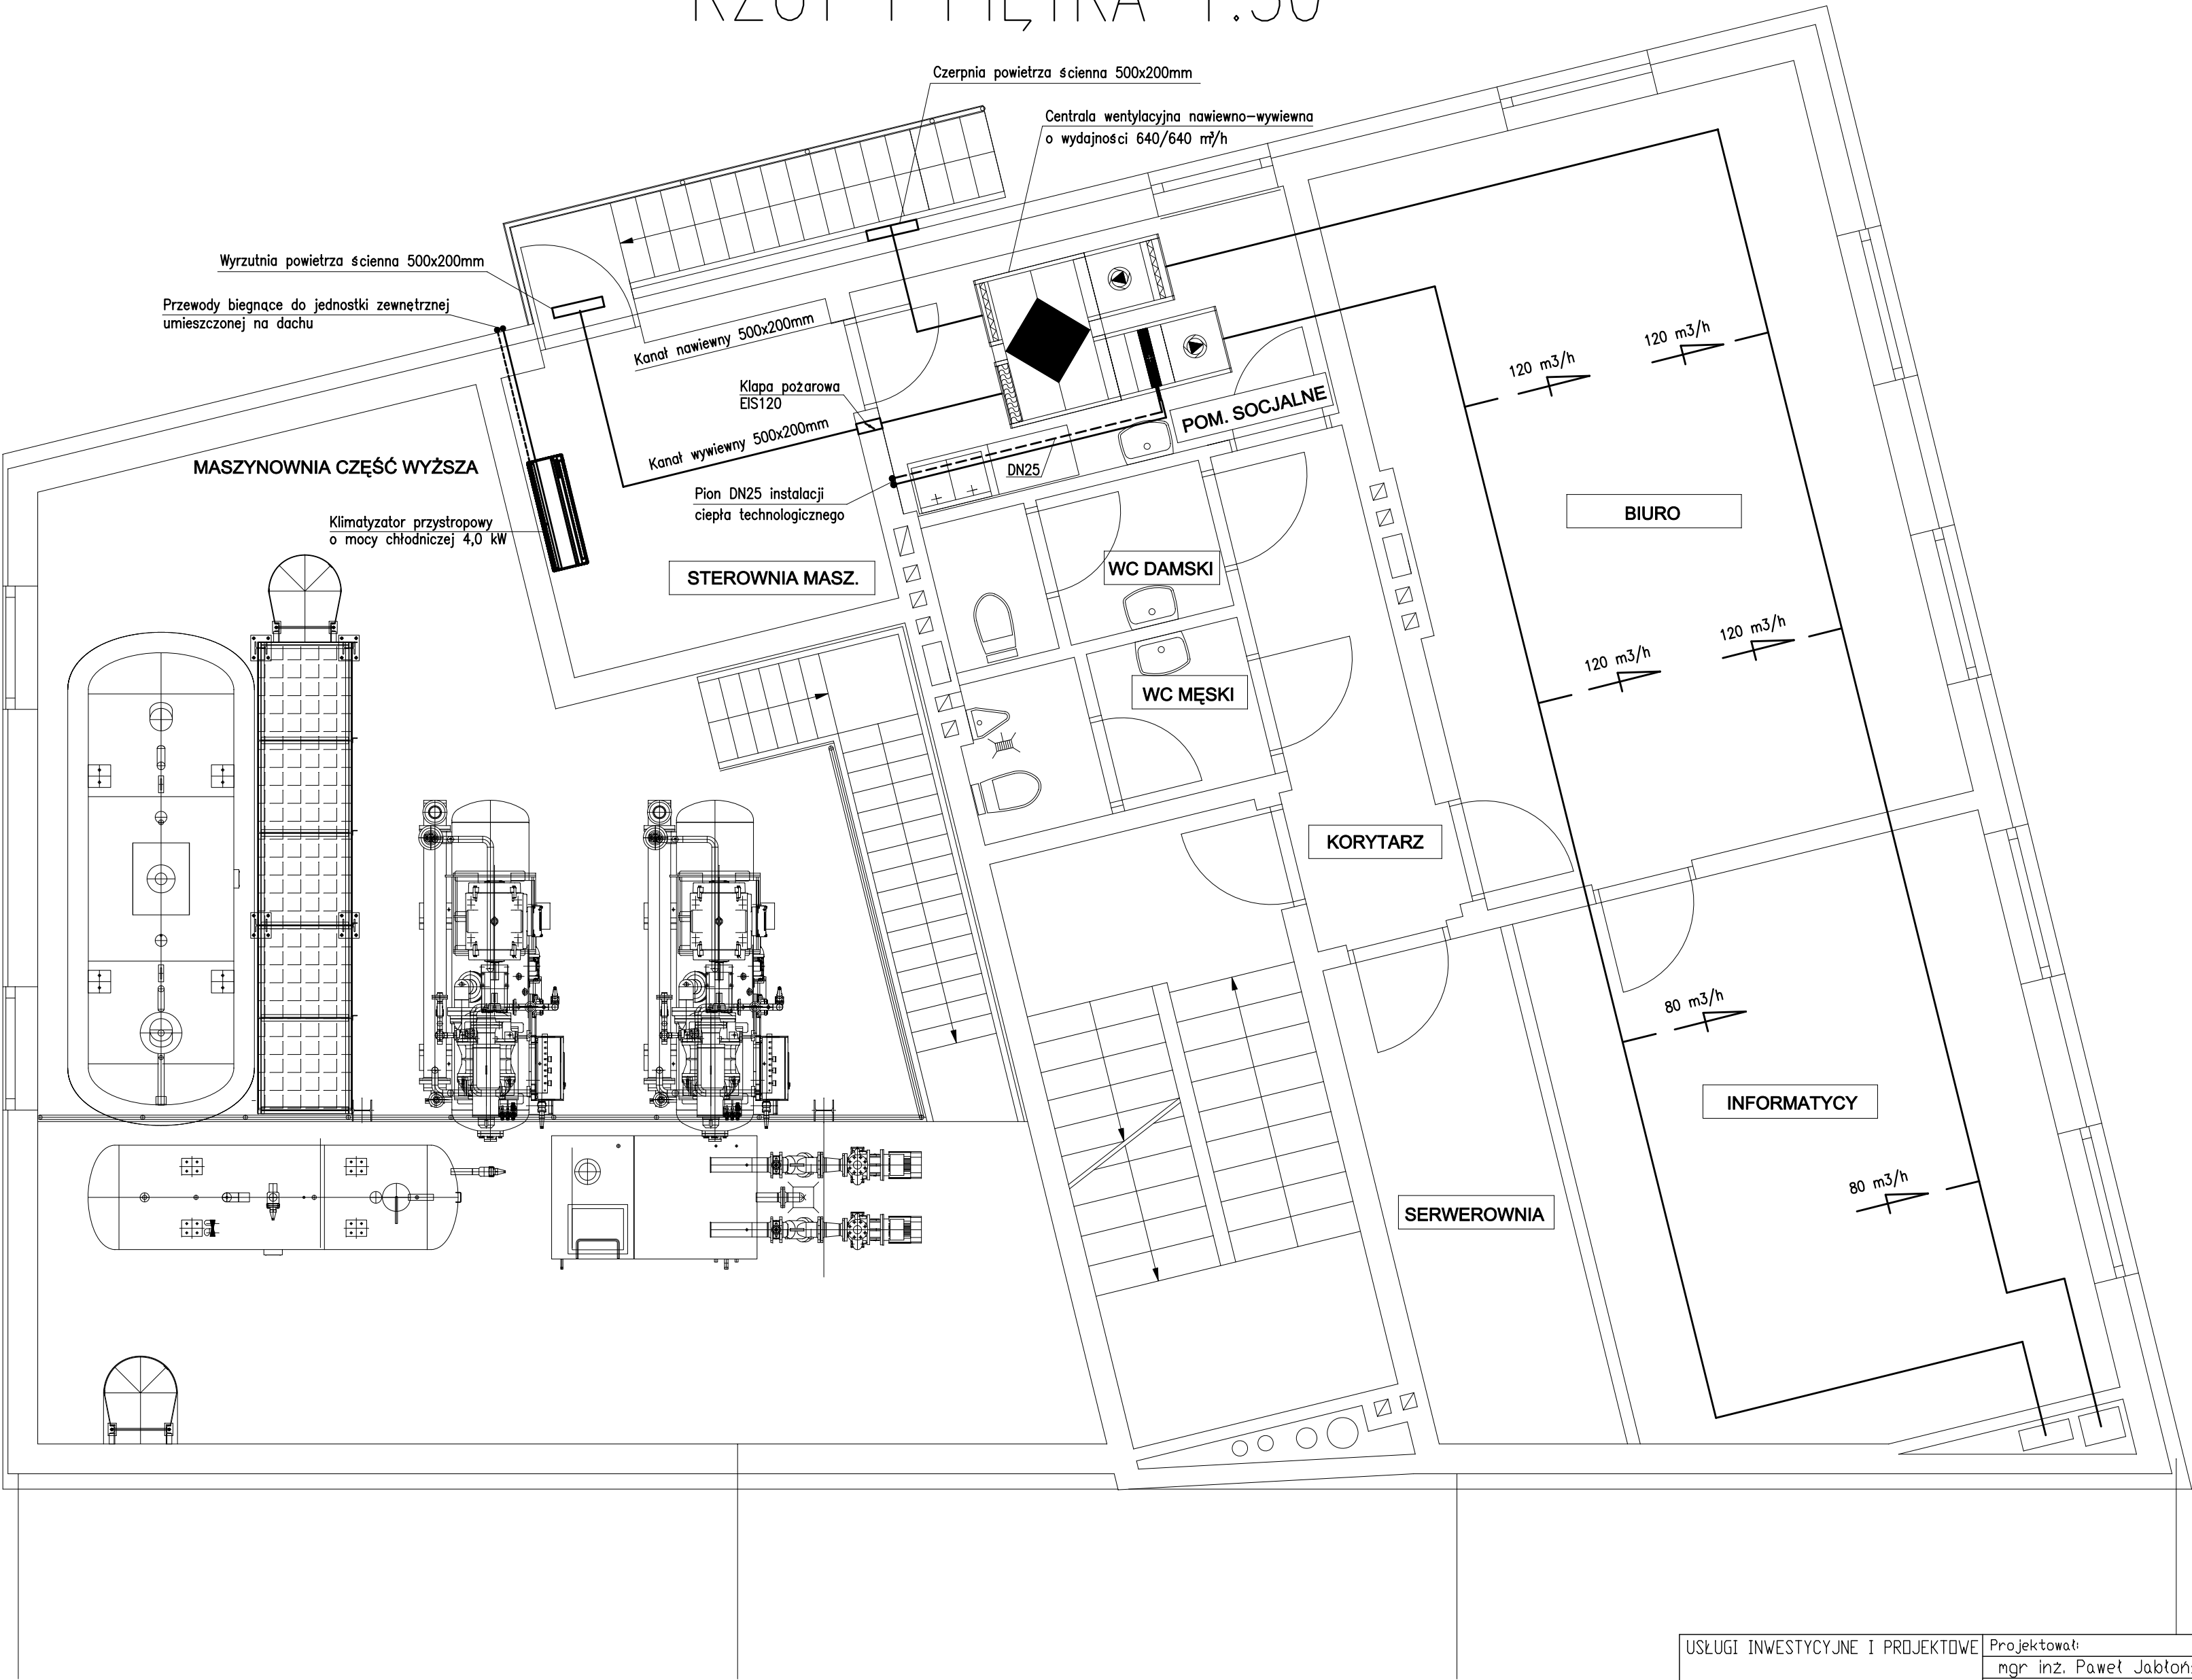 RZUT I PIĘTRA 1:50
Czerpnia powietrza ścienna 500x200mm
Centrala wentylacyjna nawiewno-wywiewna
o wydajności 640/640 m³/h
Wyrzutnia powietrza ścienna 500x200mm
Przewody biegnące do jednostki zewnętrznej
umieszczonej na dachu
Kanał nawiewny 500x200mm
Klapa pożarowa
EIS120
Kanał wywiewny 500x200mm
POM. SOCJALNE
120 m3/h
120 m3/h
MASZYNOWNIA CZĘŚĆ WYŻSZA
DN25
Pion DN25 instalacji
ciepła technologicznego
Klimatyzator przystropowy
o mocy chłodniczej 4,0 kW
BIURO
STEROWNIA MASZ.
WC DAMSKI
120 m3/h
120 m3/h
WC MĘSKI
KORYTARZ
80 m3/h
INFORMATYCY
80 m3/h
SERWEROWNIA
USŁUGI INWESTYCYJNE I PROJEKTOWE
Projektował:
mgr inż. Paweł